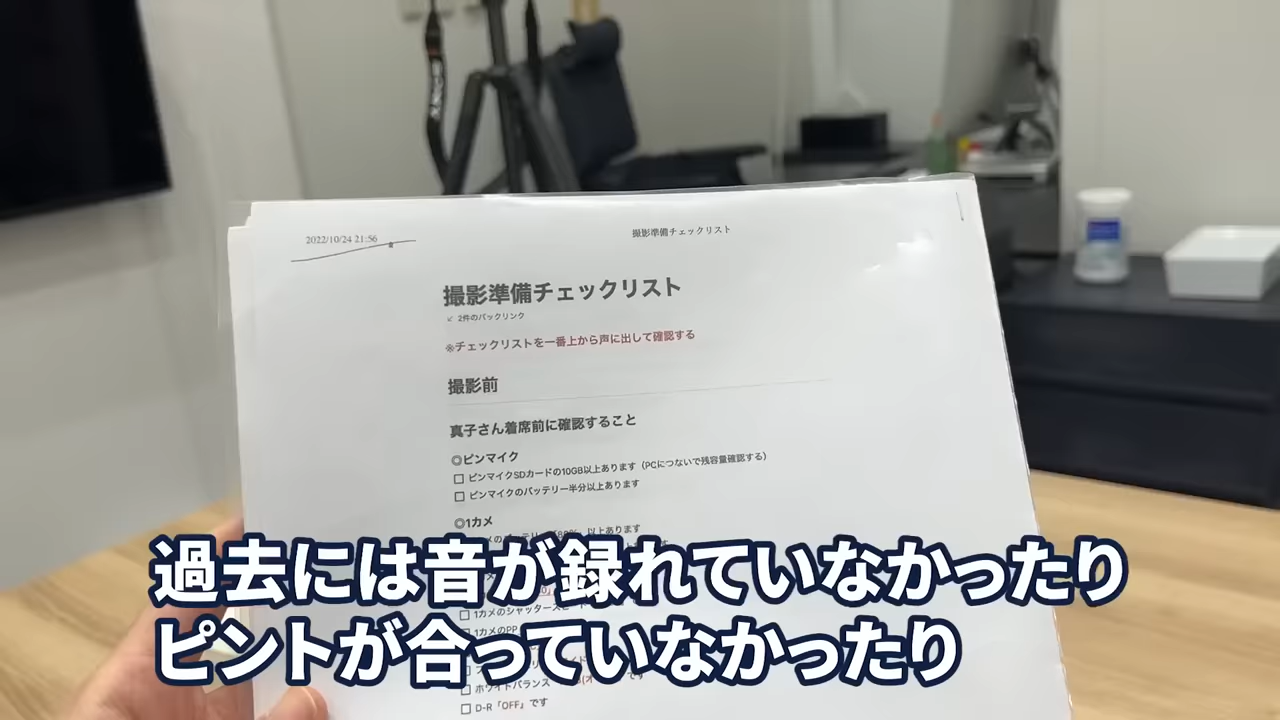 2022/10/24 21:56
撮影準備チェックリスト
撮影準備チェックリスト
↙ 2件のバックリンク
※チェックリストを一番上から声に出して確認する
撮影前
真子さん着席前に確認すること
◎ピンマイク
□ ピンマイクSDカードの10GB以上あります（PCにつないで残容量確認する）
□ ピンマイクのバッテリー半分以上あります
◎1カメ
以上あります
過去には音が録れていなかったり
□ 1カメのシャッタース
□ 1カメのPP
ピントが合っていなかったり
□ ホワイトバランス
□ D-R「OFF」です